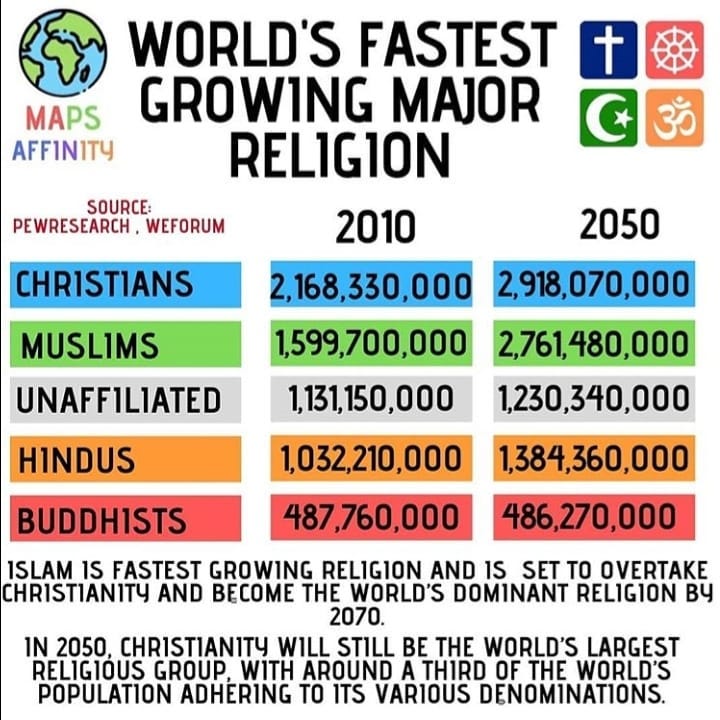 WORLD'S FASTEST
GROWING MAJOR
RELIGION
MAPS
AFFINITY
ॐ
SOURCE:
PEWRESEARCH , WEFORUM
2010 2050
CHRISTIANS 2,168,330,000 2,918,070,000
MUSLIMS 1,599,700,000 2,761,480,000
UNAFFILIATED 1,131,150,000 1,230,340,000
HINDUS 1,032,210,000 1,384,360,000
BUDDHISTS 487,760,000 486,270,000
ISLAM IS FASTEST GROWING RELIGION AND IS SET TO OVERTAKE
CHRISTIANITY AND BECOME THE WORLD'S DOMINANT RELIGION BY
2070.
IN 2050, CHRISTIANITY WILL STILL BE THE WORLD'S LARGEST
RELIGIOUS GROUP, WITH AROUND A THIRD OF THE WORLD'S
POPULATION ADHERING TO ITS VARIOUS DENOMINATIONS.